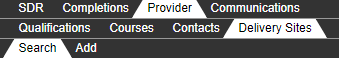 SDR Completions Provider Communications
Qualifications Courses Contacts Delivery Sites
Search Add